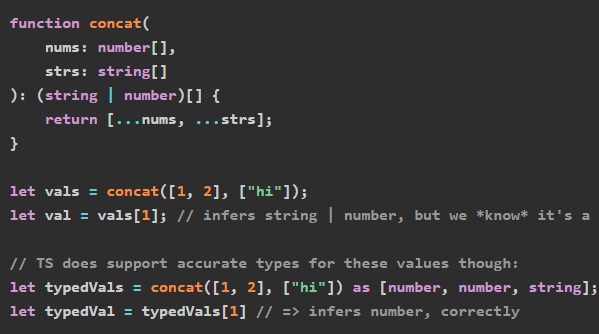 function concat(
    nums: number[],
    strs: string[]
): (string | number)[] {
    return [...nums, ...strs];
}
let vals = concat([1, 2], ["hi"]);
let val = vals[1]; // infers string | number, but we *know* it's a
// TS does support accurate types for these values though:
let typedVals = concat([1, 2], ["hi"]) as [number, number, string];
let typedVal = typedVals[1] // => infers number, correctly